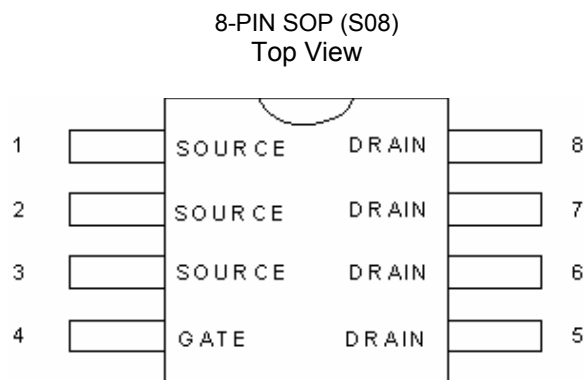 8-PIN SOP (S08)
Top View
1 SOURCE DRAIN 8
2 SOURCE DRAIN 7
3 SOURCE DRAIN 6
4 GATE DRAIN 5